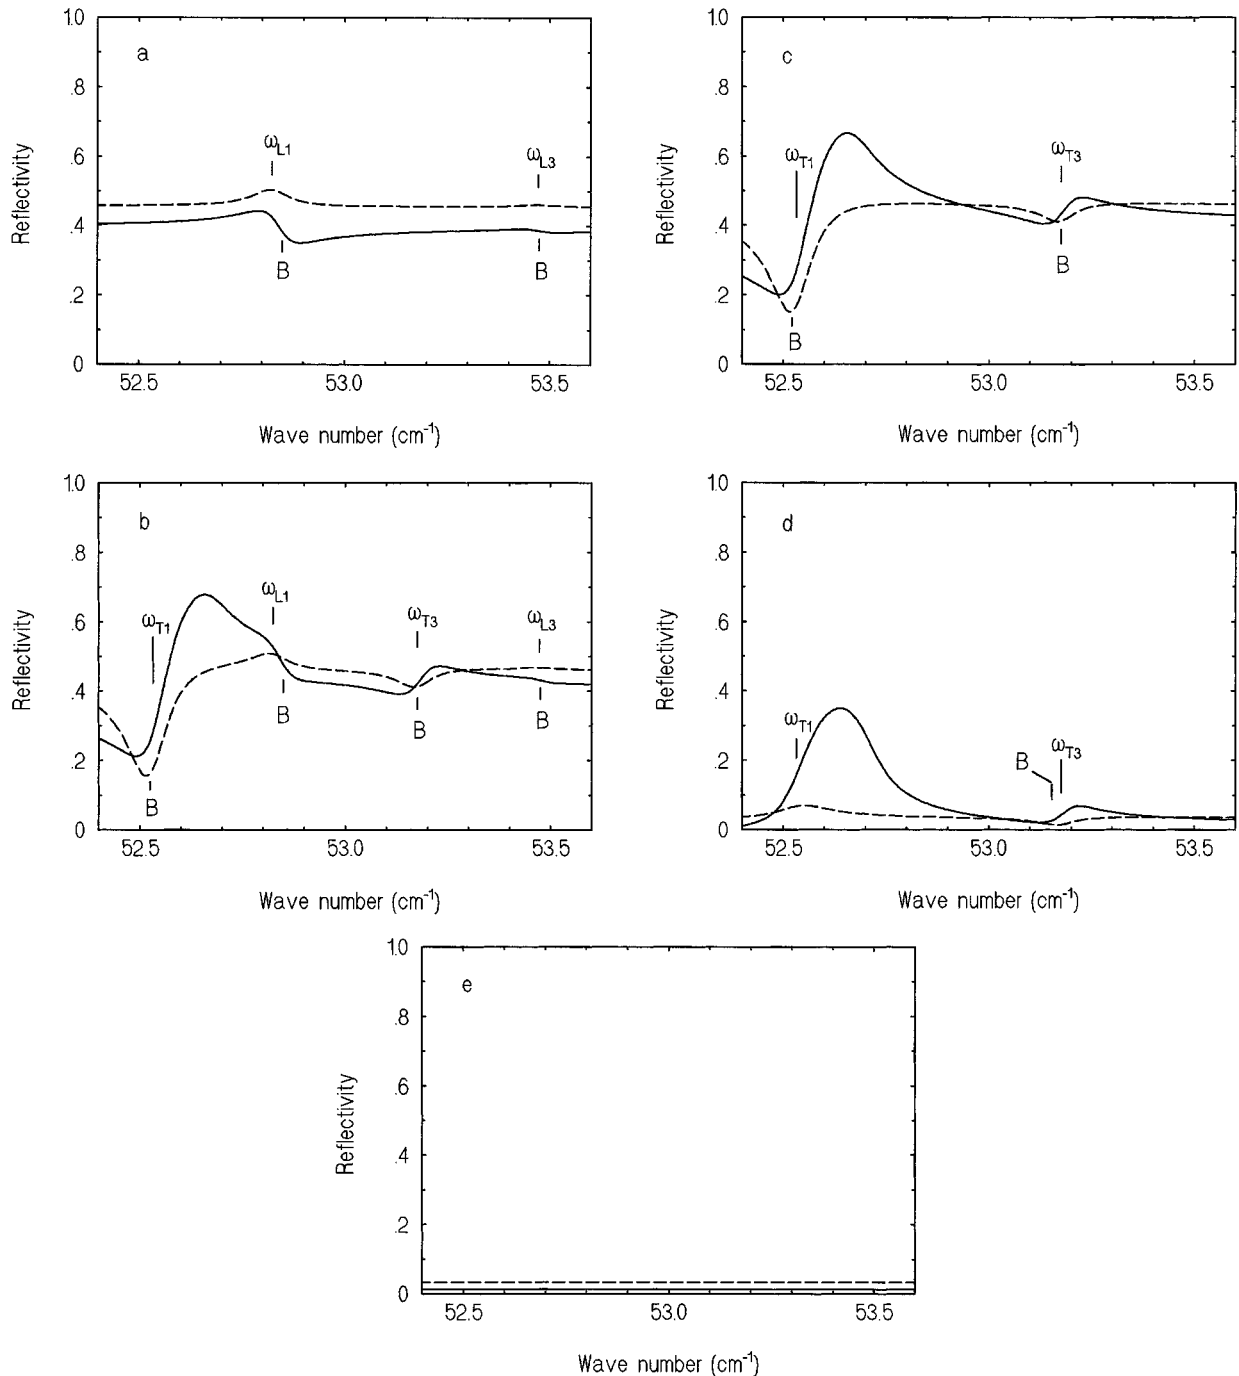 a
1.0
.8
.6
.4
.2
0
Reflectivity
ωL1
ωL3
B
B
52.5 53.0 53.5
Wave number (cm-1)
c
1.0
.8
.6
.4
.2
0
Reflectivity
ωT1
ωT3
B
B
52.5 53.0 53.5
Wave number (cm-1)
b
1.0
.8
.6
.4
.2
0
Reflectivity
ωT1
ωL1
ωT3
ωL3
B
B
B
B
52.5 53.0 53.5
Wave number (cm-1)
d
1.0
.8
.6
.4
.2
0
Reflectivity
ωT1
B
ωT3
52.5 53.0 53.5
Wave number (cm-1)
e
1.0
.8
.6
.4
.2
0
Reflectivity
52.5 53.0 53.5
Wave number (cm-1)